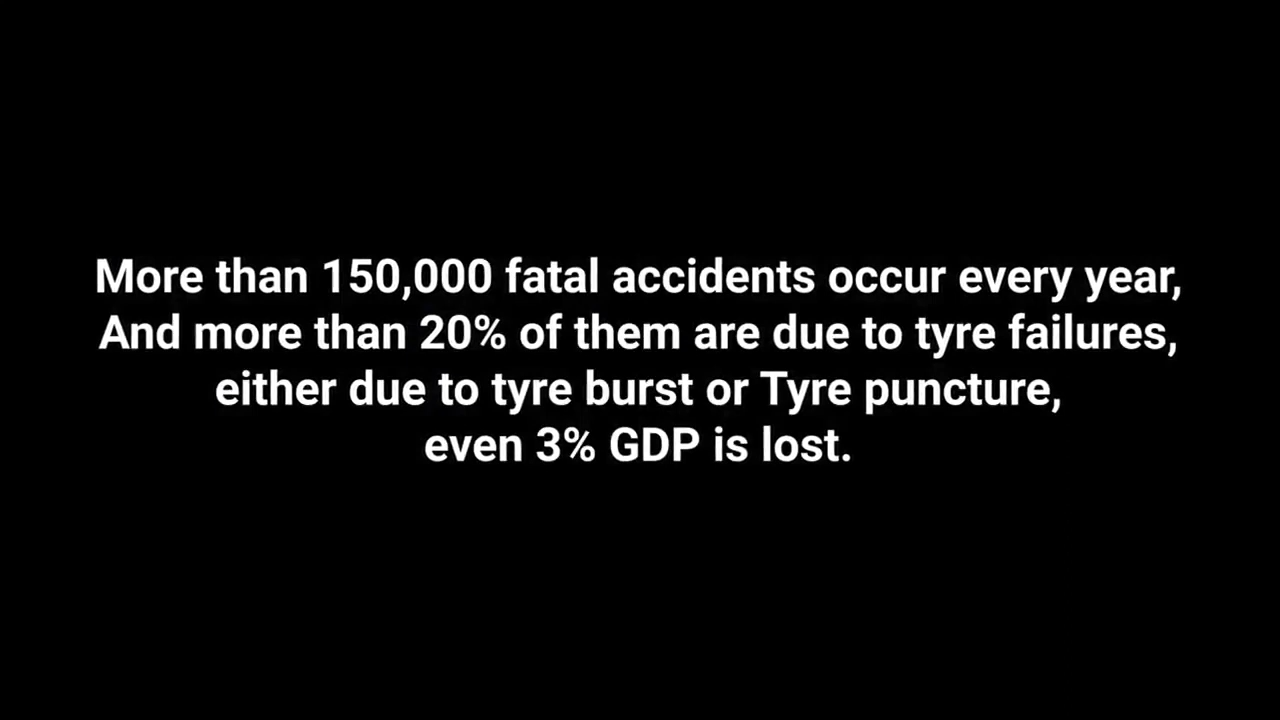 More than 150,000 fatal accidents occur every year,
And more than 20% of them are due to tyre failures,
either due to tyre burst or Tyre puncture,
even 3% GDP is lost.